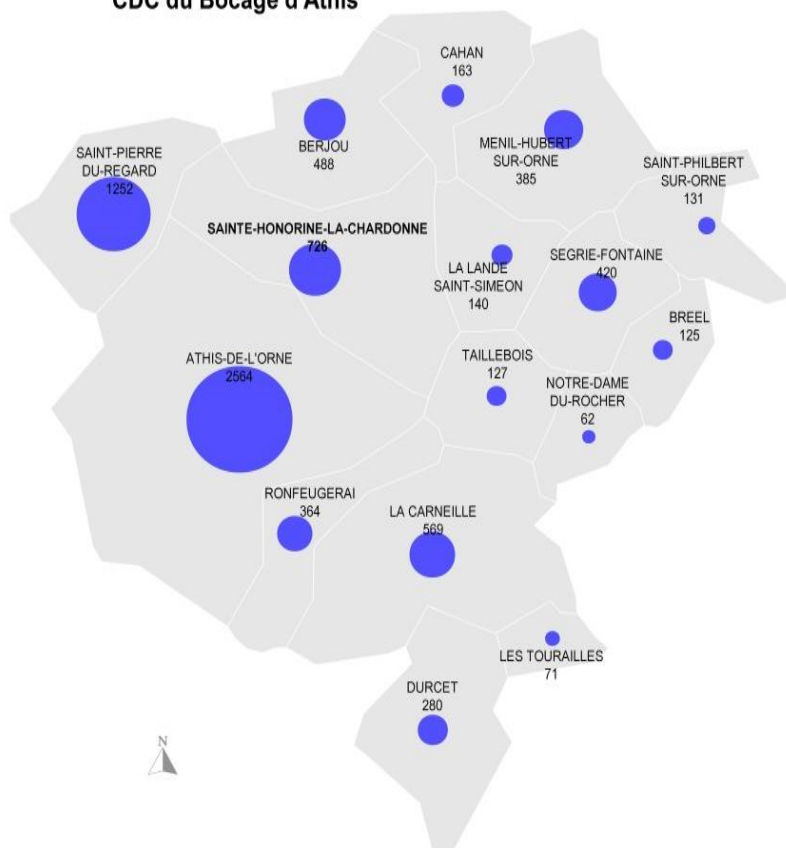 CDC du Bocage d'Athis
CAHAN
163
BERJOU
488
MENIL-HUBERT
SUR-ORNE
385
SAINT-PIERRE
DU-REGARD
1252
SAINT-PHILBERT
SUR-ORNE
131
SAINTE-HONORINE-LA-CHARDONNE
726
LA LANDE
SAINT-SIMEON
140
SEGRIE-FONTAINE
420
BREEL
125
ATHIS-DE-L'ORNE
2564
TAILLEBOIS
127
NOTRE-DAME
DU-ROCHER
62
RONFEUGERAI
364
LA CARNEILLE
569
LES TOURAILLES
71
DURCET
280
N